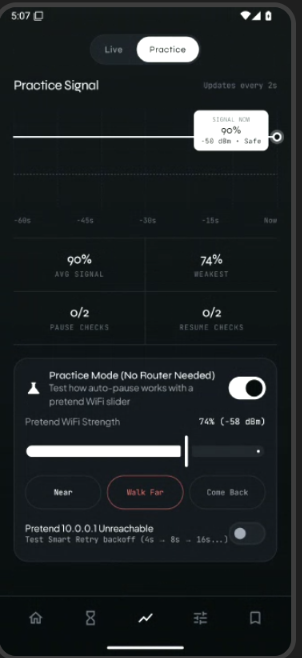 5:07
Live
Practice
Practice Signal
Updates every 2s
SIGNAL NOW
90%
-50 dBm • Safe
-60s
-45s
-30s
-15s
Now
90%
AVG SIGNAL
74%
WEAKEST
0/2
PAUSE CHECKS
0/2
RESUME CHECKS
Practice Mode (No Router Needed)
Test how auto-pause works with a
pretend WiFi slider
Pretend WiFi Strength
74% (-58 dBm)
Near
Walk Far
Come Back
Pretend 10.0.0.1 Unreachable
Test Smart Retry backoff (4s → 8s → 16s...)